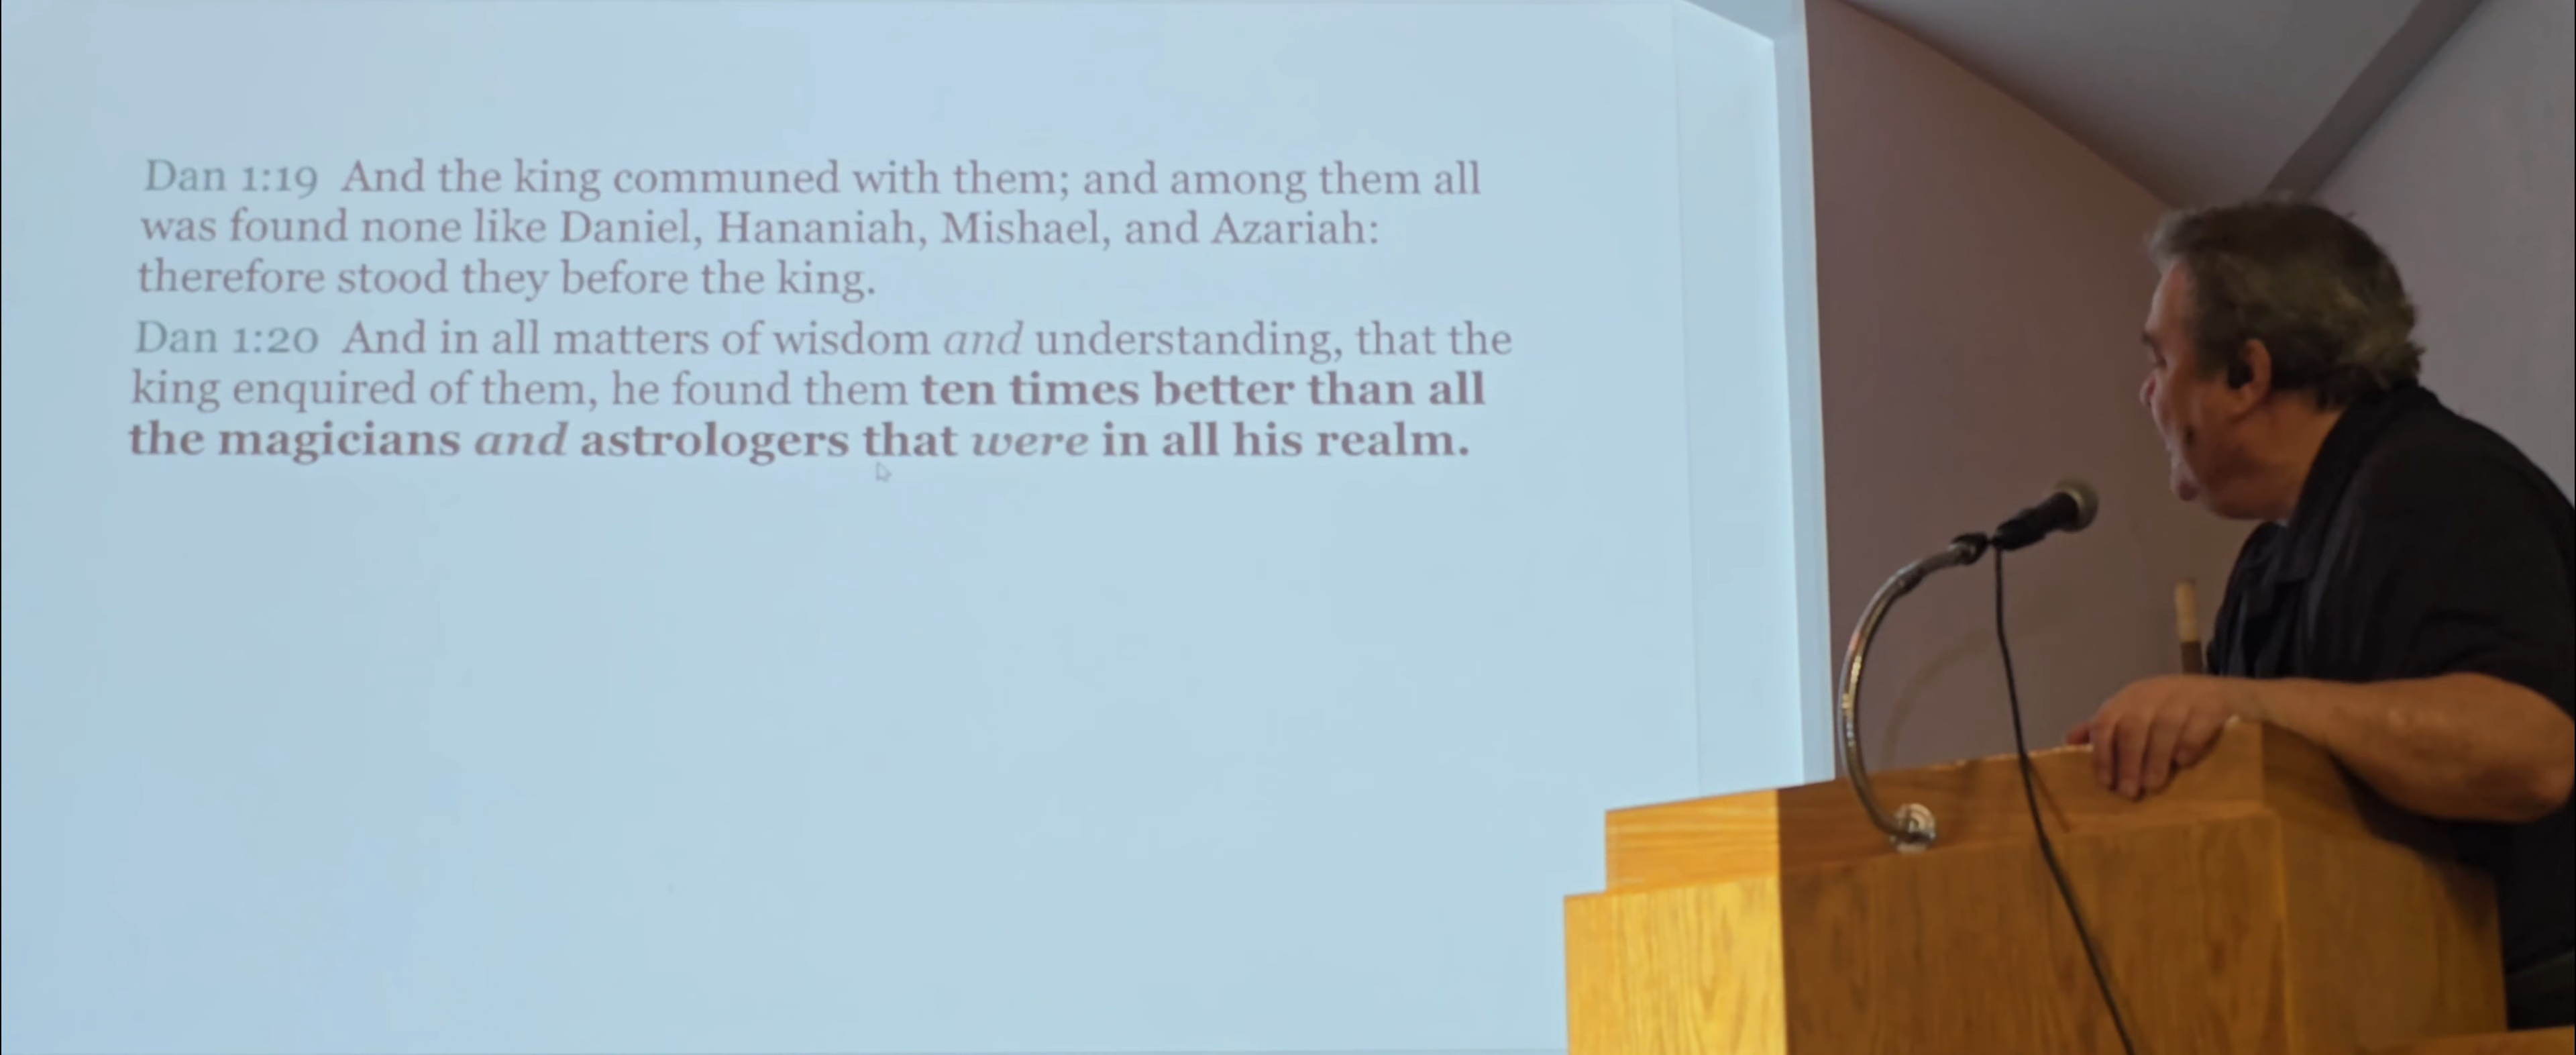 Dan 1:19 And the king communed with them; and among them all
was found none like Daniel, Hananiah, Mishael, and Azariah:
therefore stood they before the king.
Dan 1:20 And in all matters of wisdom and understanding, that the
king enquired of them, he found them ten times better than all
the magicians and astrologers that were in all his realm.